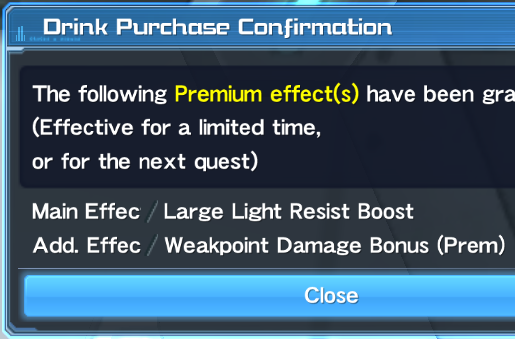 Drink Purchase Confirmation
The following Premium effect(s) have been gra
(Effective for a limited time,
or for the next quest)
Main Effec / Large Light Resist Boost
Add. Effec / Weakpoint Damage Bonus (Prem)
Close